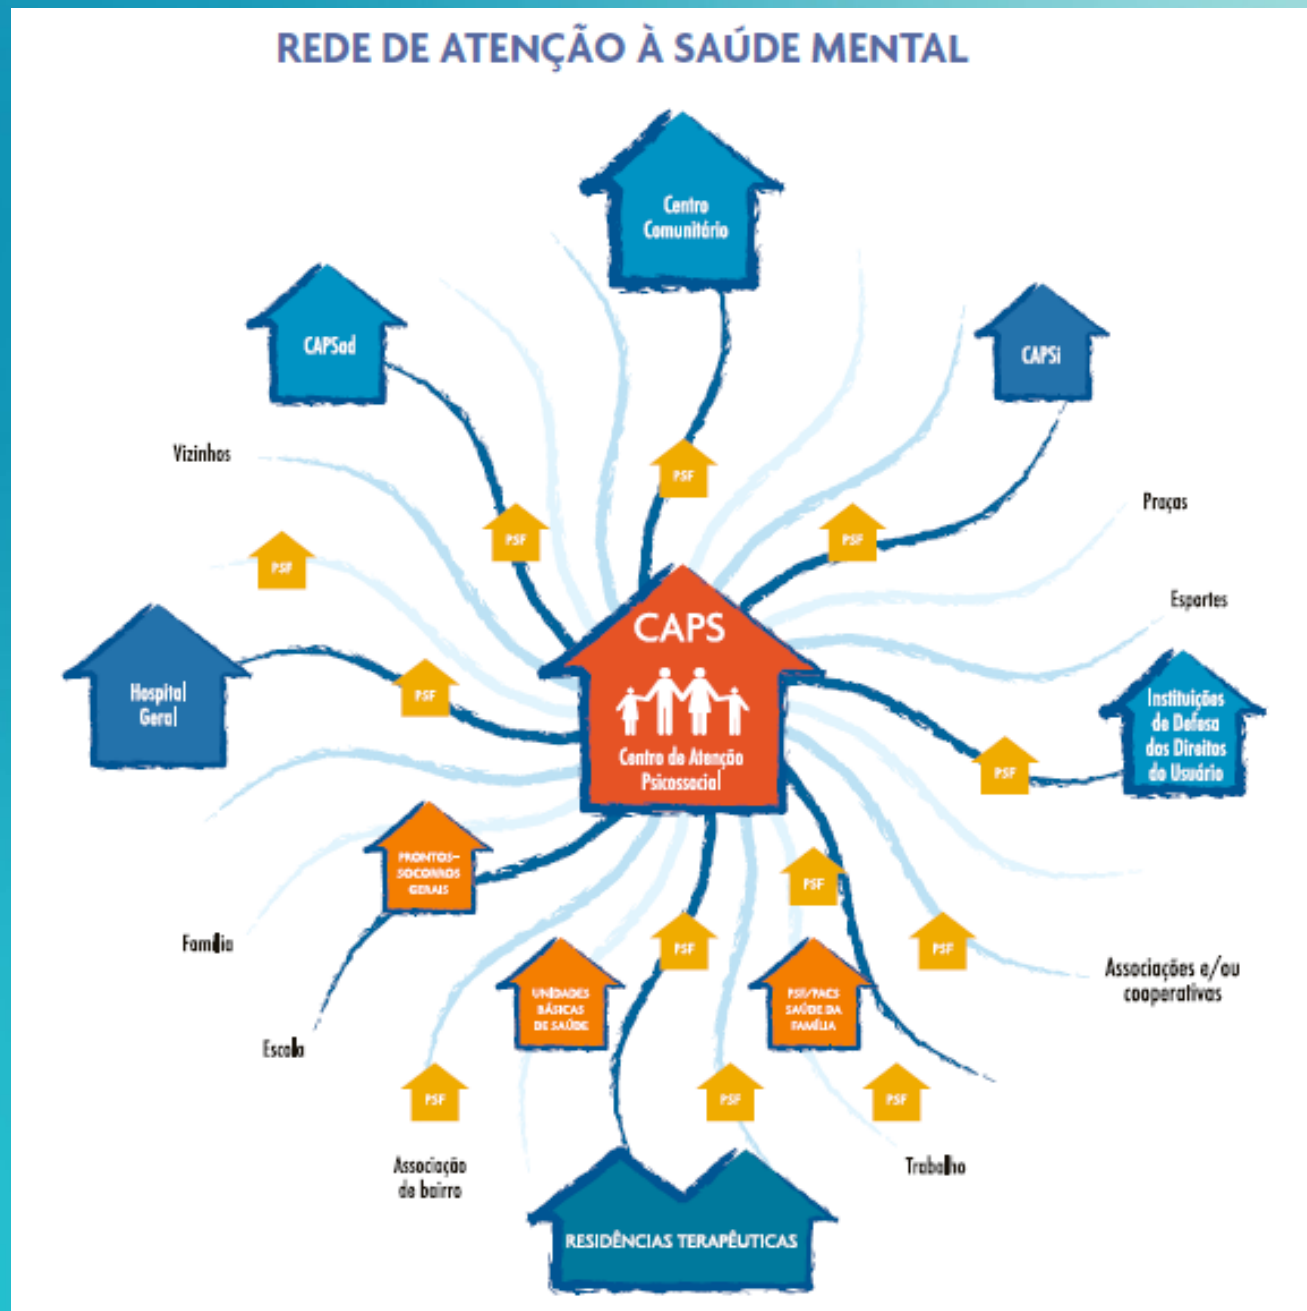 REDE DE ATENÇÃO À SAÚDE MENTAL
Centro
Comunitário
CAPSad
CAPSi
Vizinhos
PSF
Praças
PSF
PSF
PSF
Esportes
CAPS
Centro de Atenção
Psicossocial
Hospital
Geral
PSF
Instituições
de Defesa
dos Direitos
do Usuário
PSF
PRONTOS–
SOCORROS
GERAIS
PSF
Família
PSF
PSF
Associações e/ou
cooperativas
UNIDADES
BÁSICAS
DE SAÚDE
PSF/PACS
SAÚDE DA
FAMÍLIA
Escola
PSF
PSF
PSF
Associação
de bairro
Trabalho
RESIDÊNCIAS TERAPÊUTICAS